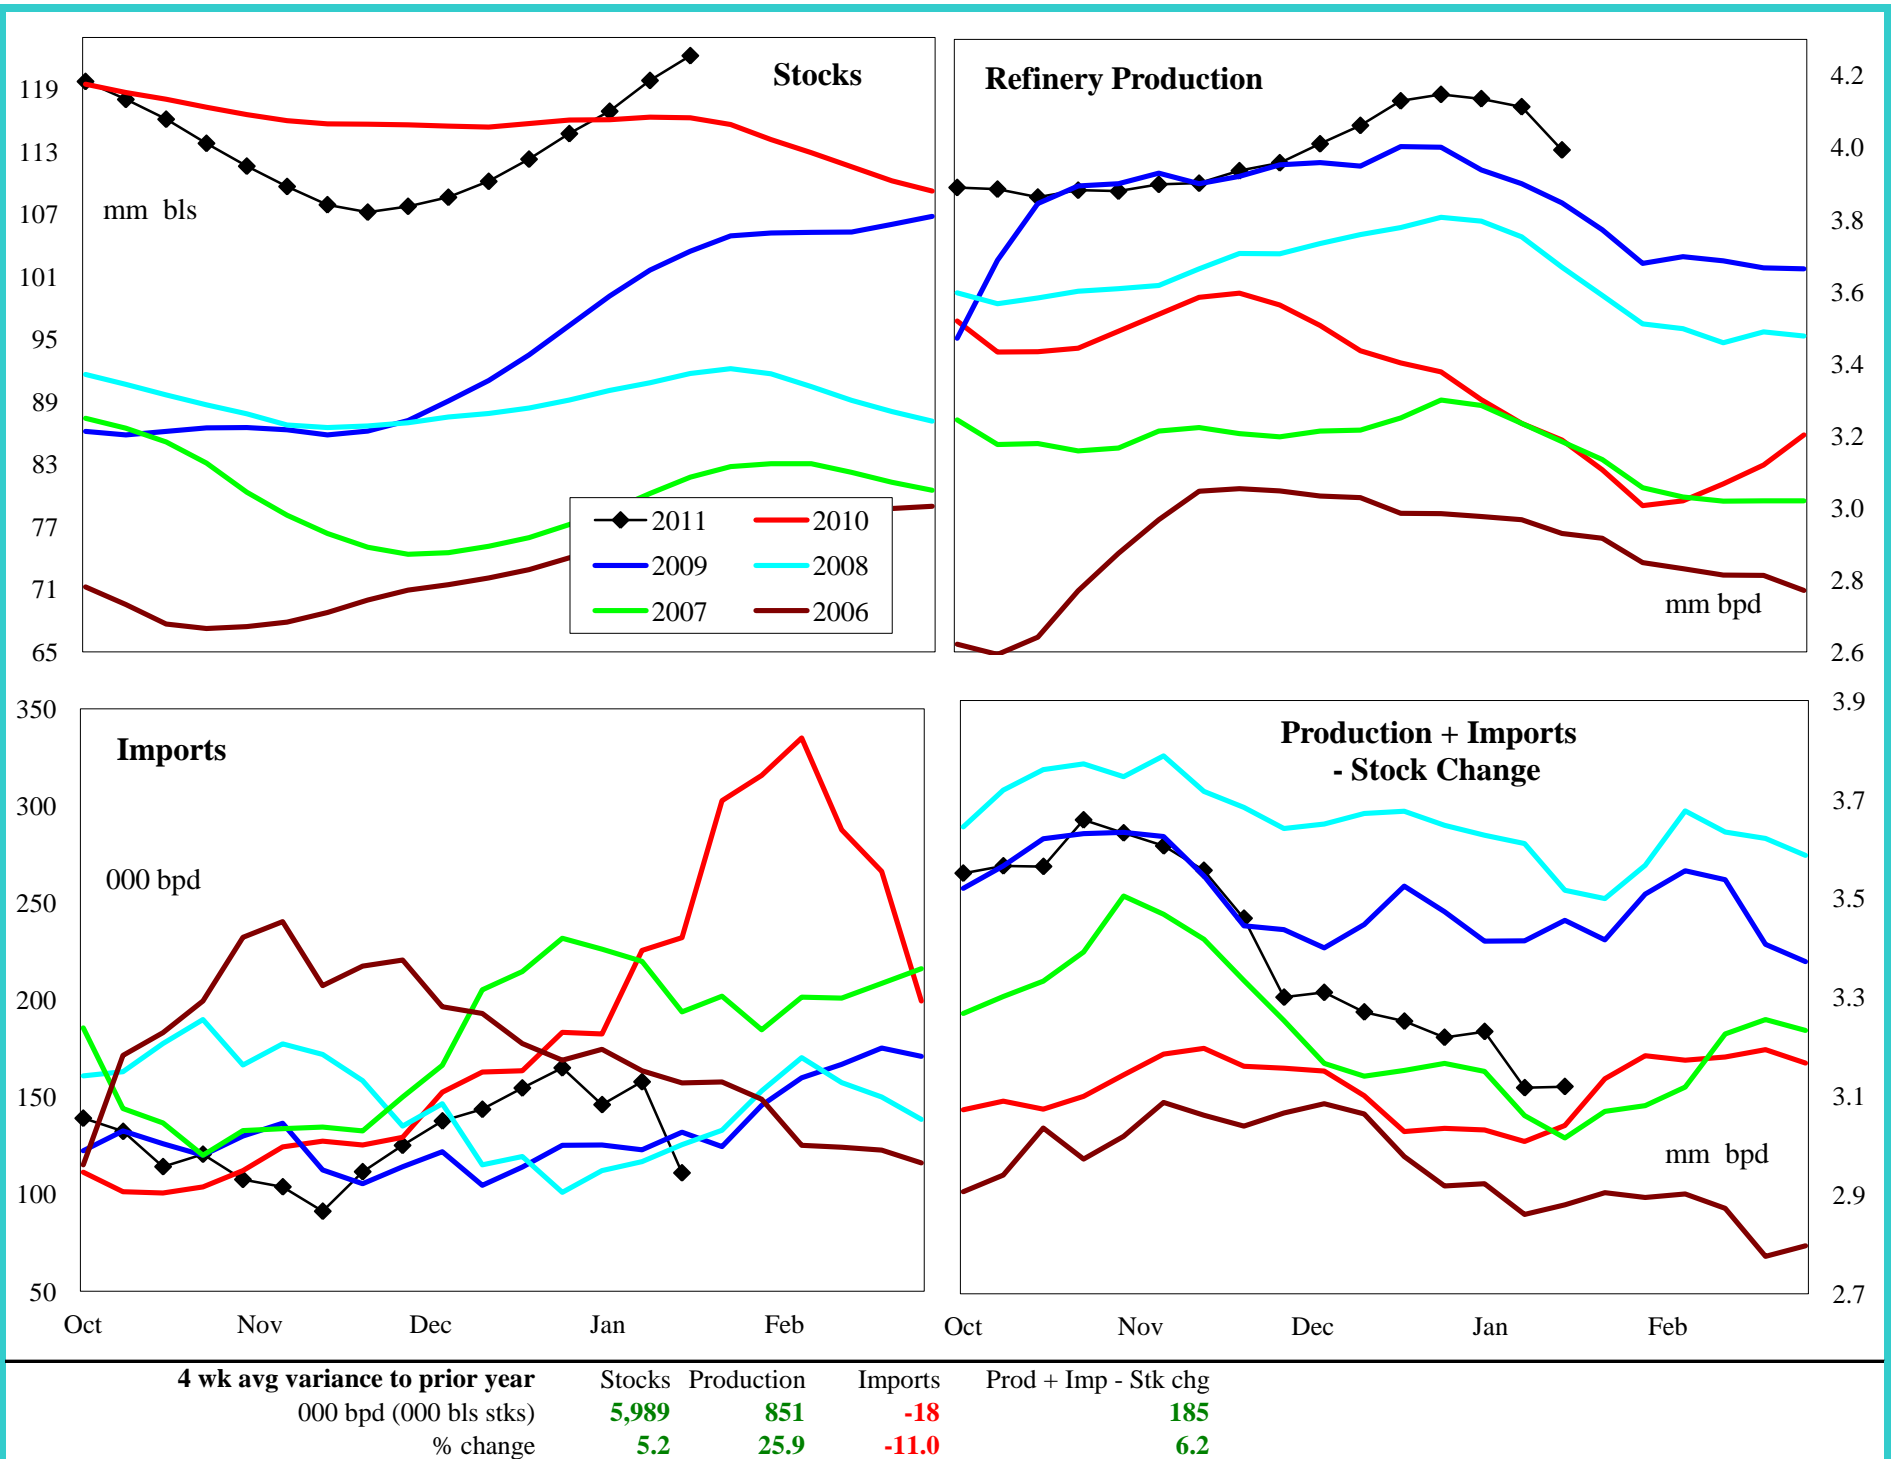 Stocks
119
113
107
101
95
89
83
77
71
65
mm bls
2011 2010
2009 2008
2007 2006
Refinery Production
4.2
4.0
3.8
3.6
3.4
3.2
3.0
2.8
2.6
mm bpd
350
300
250
200
150
100
50
Imports
000 bpd
Oct Nov Dec Jan Feb
Production + Imports
- Stock Change
3.9
3.7
3.5
3.3
3.1
2.9
2.7
mm bpd
Oct Nov Dec Jan Feb
4 wk avg variance to prior year Stocks Production Imports Prod + Imp - Stk chg
000 bpd (000 bls stks) 5,989 851 -18 185
% change 5.2 25.9 -11.0 6.2